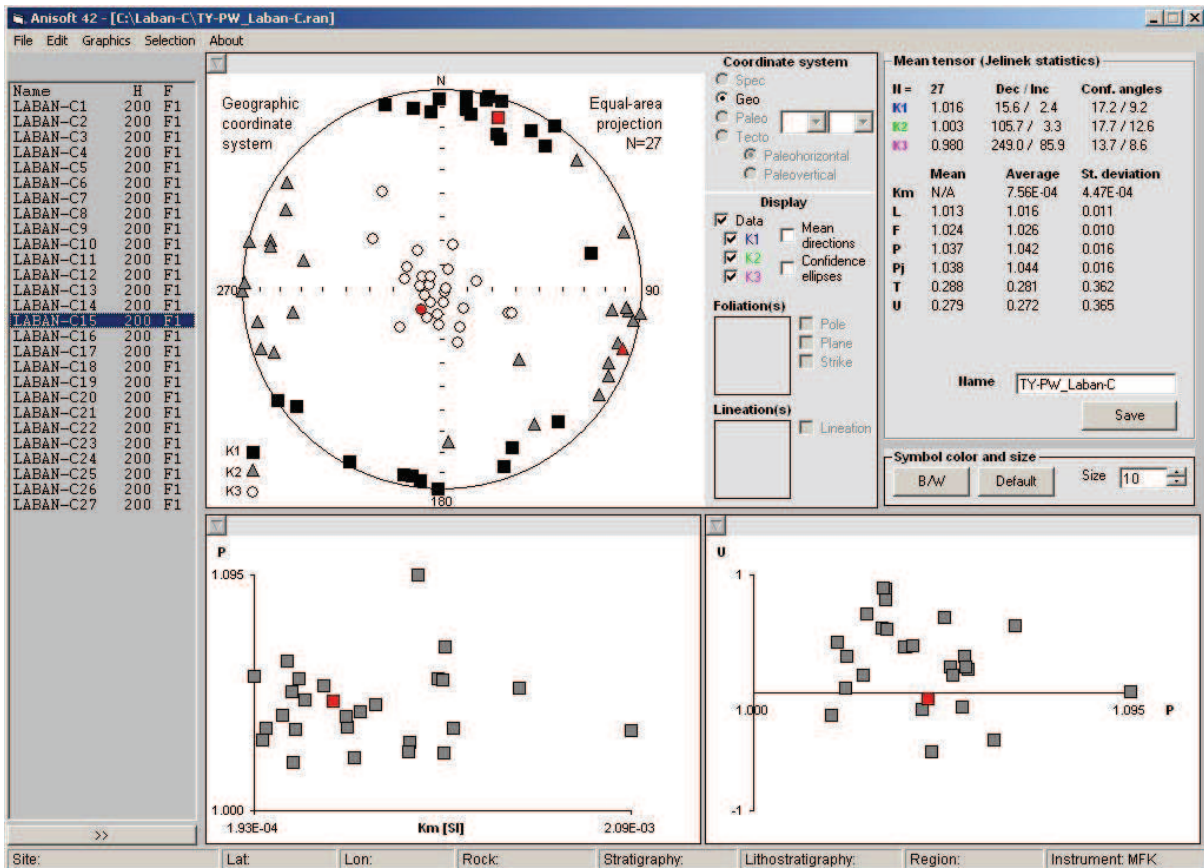 Anisoft 42 - [C:\Laban-C\TY-PW_Laban-C.ran]
File Edit Graphics Selection About
Name H F
LABAN-C1 200 F1
LABAN-C2 200 F1
LABAN-C3 200 F1
LABAN-C4 200 F1
LABAN-C5 200 F1
LABAN-C6 200 F1
LABAN-C7 200 F1
LABAN-C8 200 F1
LABAN-C9 200 F1
LABAN-C10 200 F1
LABAN-C11 200 F1
LABAN-C12 200 F1
LABAN-C13 200 F1
LABAN-C14 200 F1
LABAN-C15 200 F1
LABAN-C16 200 F1
LABAN-C17 200 F1
LABAN-C18 200 F1
LABAN-C19 200 F1
LABAN-C20 200 F1
LABAN-C21 200 F1
LABAN-C22 200 F1
LABAN-C23 200 F1
LABAN-C24 200 F1
LABAN-C25 200 F1
LABAN-C26 200 F1
LABAN-C27 200 F1
>>
Geographic
coordinate
system
N
Equal-area
projection
N=27
270
90
180
K1
K2
K3
Coordinate system
Spec
Geo
Paleo
Tecto
Paleohorizontal
Paleovertical
Display
Data
K1
K2
K3
Mean
directions
Confidence
ellipses
Foliation(s)
Pole
Plane
Strike
Lineation(s)
Lineation
Mean tensor (Jelinek statistics)
N = 27 Dec / Inc Conf. angles
K1 1.016 15.6 / 2.4 17.2 / 9.2
K2 1.003 105.7 / 3.3 17.7 / 12.6
K3 0.980 249.0 / 85.9 13.7 / 8.6
Mean Average St. deviation
Km N/A 7.56E-04 4.47E-04
L 1.013 1.016 0.011
F 1.024 1.026 0.010
P 1.037 1.042 0.016
Pj 1.038 1.044 0.016
T 0.288 0.281 0.362
U 0.279 0.272 0.365
Name TY-PW_Laban-C
Save
Symbol color and size
B/W Default Size 10
P
1.095
1.000
1.93E-04 Km [SI] 2.09E-03
U
1
1.000 1.095 P
-1
Site: Lat: Lon: Rock: Stratigraphy: Lithostratigraphy: Region: Instrument: MFK